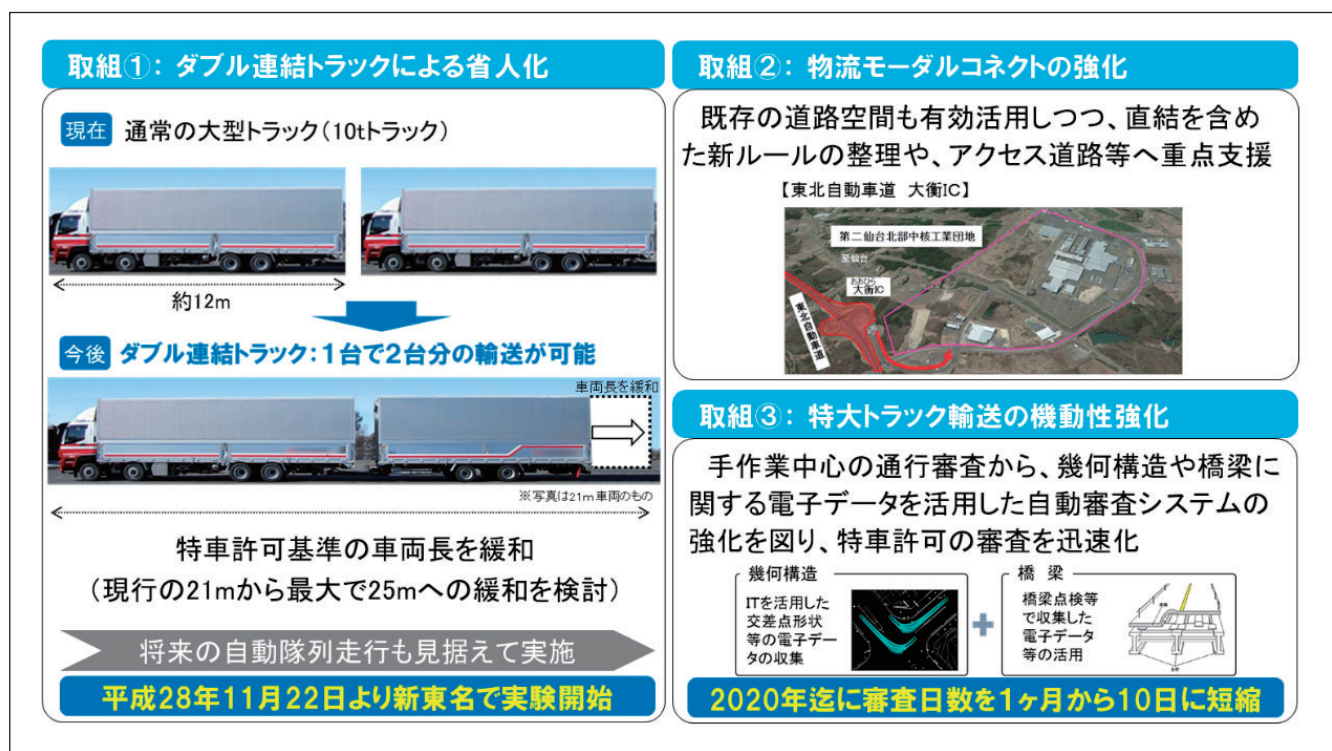 取組①：ダブル連結トラックによる省人化
現在 通常の大型トラック（10tトラック）
約12m
今後 ダブル連結トラック：1台で2台分の輸送が可能
車両長を緩和
※写真は21m車両のもの
特車許可基準の車両長を緩和
（現行の21mから最大で25mへの緩和を検討）
将来の自動隊列走行も見据えて実施
平成28年11月22日より新東名で実験開始
取組②：物流モーダルコネクトの強化
既存の道路空間も有効活用しつつ、直結を含め
た新ルールの整理や、アクセス道路等へ重点支援
【東北自動車道 大衡IC】
第二仙台北部中核工業団地
至仙台
おおひら
大衡IC
東北自動車道
取組③：特大トラック輸送の機動性強化
手作業中心の通行審査から、幾何構造や橋梁に
関する電子データを活用した自動審査システムの
強化を図り、特車許可の審査を迅速化
幾何構造
ITを活用した
交差点形状
等の電子デー
タの収集
橋 梁
橋梁点検等
で収集した
電子データ
等の活用
2020年迄に審査日数を1ヶ月から10日に短縮